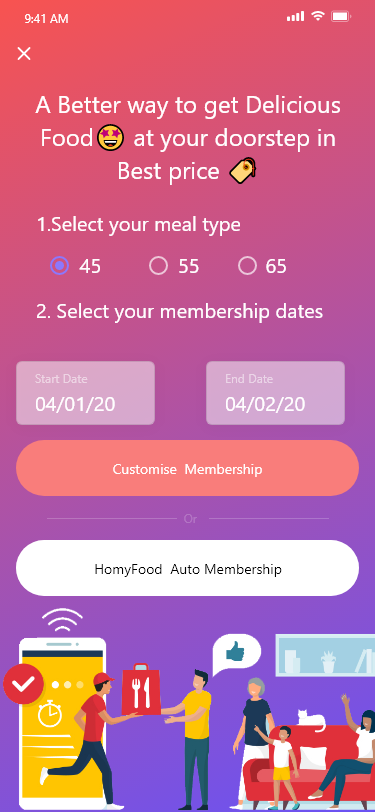 9:41 AM
A Better way to get Delicious
Food🤩 at your doorstep in
Best price 🏷️
1.Select your meal type
45 55 65
2. Select your membership dates
Start Date End Date
04/01/20 04/02/20
Customise Membership
Or
HomyFood Auto Membership